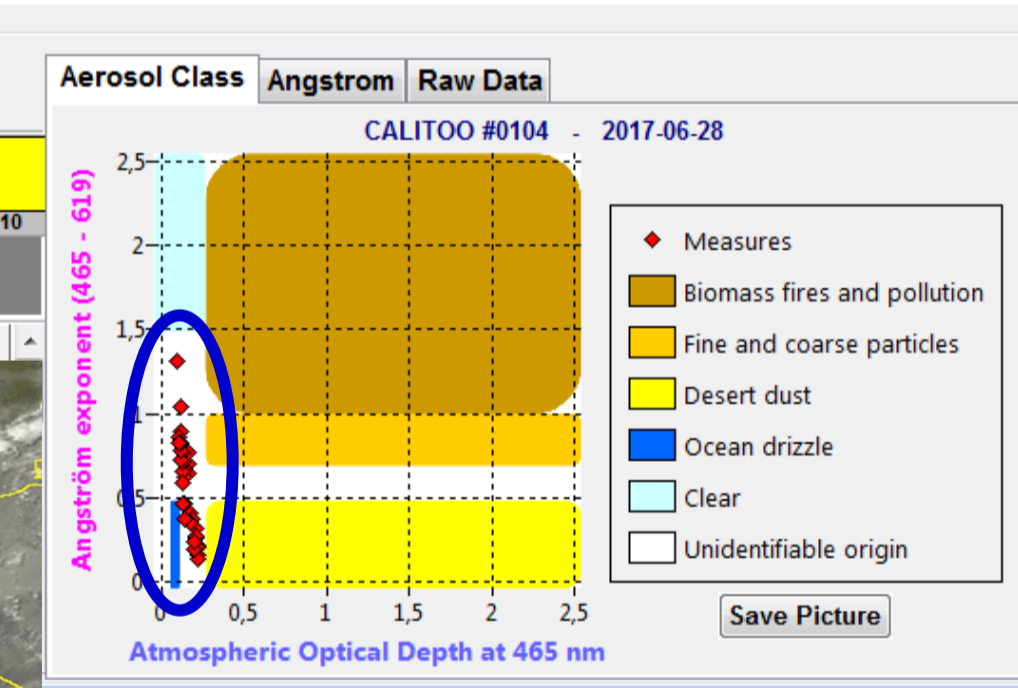 Aerosol Class Angstrom Raw Data
CALITOO #0104 - 2017-06-28
10
Angström exponent (465 - 619)
2,5
2
1,5
1
0,5
0
0 0,5 1 1,5 2 2,5
Atmospheric Optical Depth at 465 nm
Measures
Biomass fires and pollution
Fine and coarse particles
Desert dust
Ocean drizzle
Clear
Unidentifiable origin
Save Picture